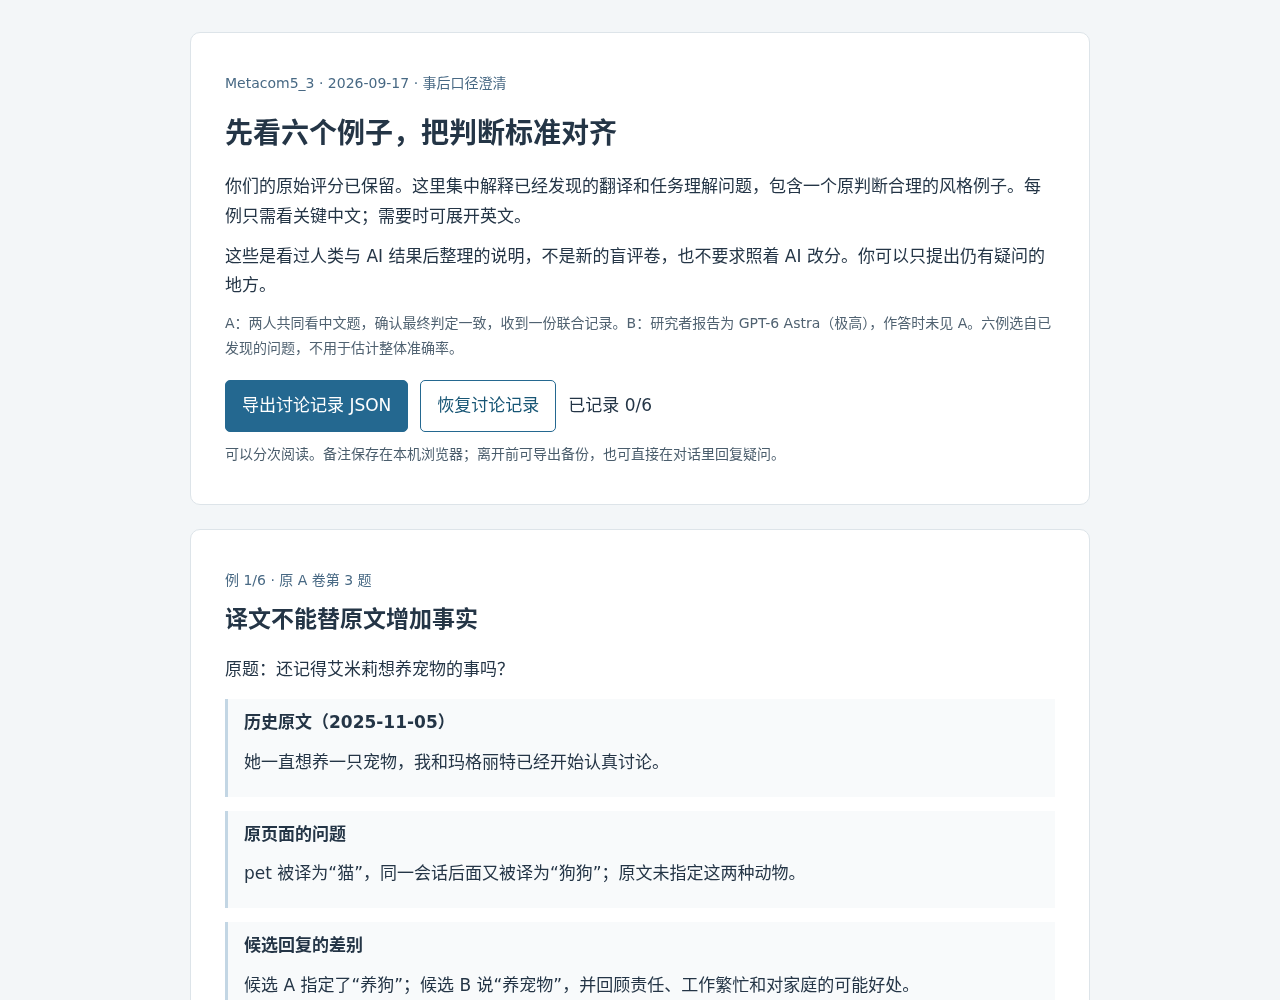 Metacom5_3 · 2026-09-17 · 事后口径澄清
先看六个例子，把判断标准对齐
你们的原始评分已保留。这里集中解释已经发现的翻译和任务理解问题，包含一个原判断合理的风格例子。每
例只需看关键中文；需要时可展开英文。
这些是看过人类与 AI 结果后整理的说明，不是新的盲评卷，也不要求照着 AI 改分。你可以只提出仍有疑问的
地方。
A：两人共同看中文题，确认最终判定一致，收到一份联合记录。B：研究者报告为 GPT-6 Astra（极高），作答时未见 A。六例选自已
发现的问题，不用于估计整体准确率。
导出讨论记录 JSON 恢复讨论记录 已记录 0/6
可以分次阅读。备注保存在本机浏览器；离开前可导出备份，也可直接在对话里回复疑问。
例 1/6 · 原 A 卷第 3 题
译文不能替原文增加事实
原题：还记得艾米莉想养宠物的事吗？
历史原文（2025-11-05）
她一直想养一只宠物，我和玛格丽特已经开始认真讨论。
原页面的问题
pet 被译为“猫”，同一会话后面又被译为“狗狗”；原文未指定这两种动物。
候选回复的差别
候选 A 指定了“养狗”；候选 B 说“养宠物”，并回顾责任、工作繁忙和对家庭的可能好处。